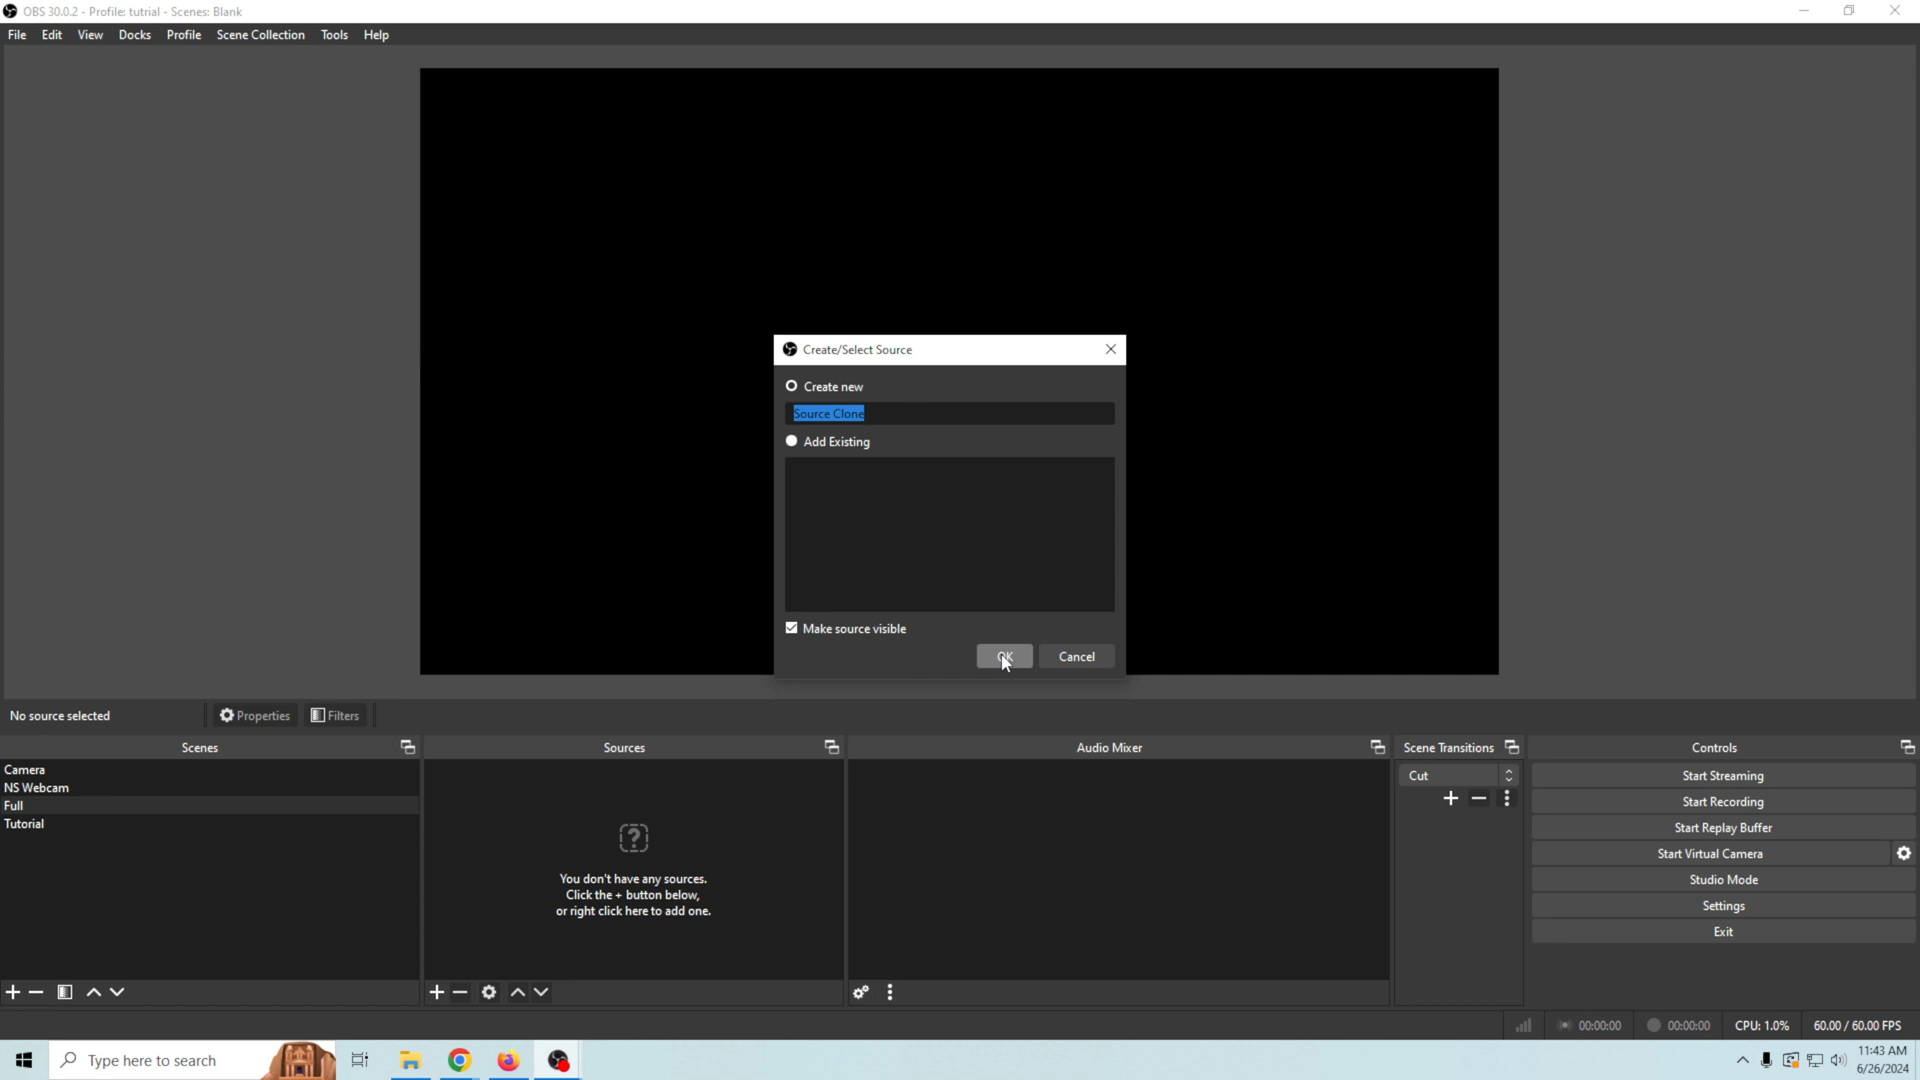 OBS 30.0.2 - Profile: tutrial - Scenes: Blank
File Edit View Docks Profile Scene Collection Tools Help
Create/Select Source
Create new
Source Clone
Add Existing
Make source visible
OK Cancel
No source selected Properties Filters
Scenes Sources Audio Mixer Scene Transitions Controls
Camera
NS Webcam
Full
Tutorial
You don't have any sources.
Click the + button below,
or right click here to add one.
Cut
Start Streaming
Start Recording
Start Replay Buffer
Start Virtual Camera
Studio Mode
Settings
Exit
00:00:00 00:00:00 CPU: 1.0% 60.00 / 60.00 FPS
Type here to search
11:43 AM
6/26/2024